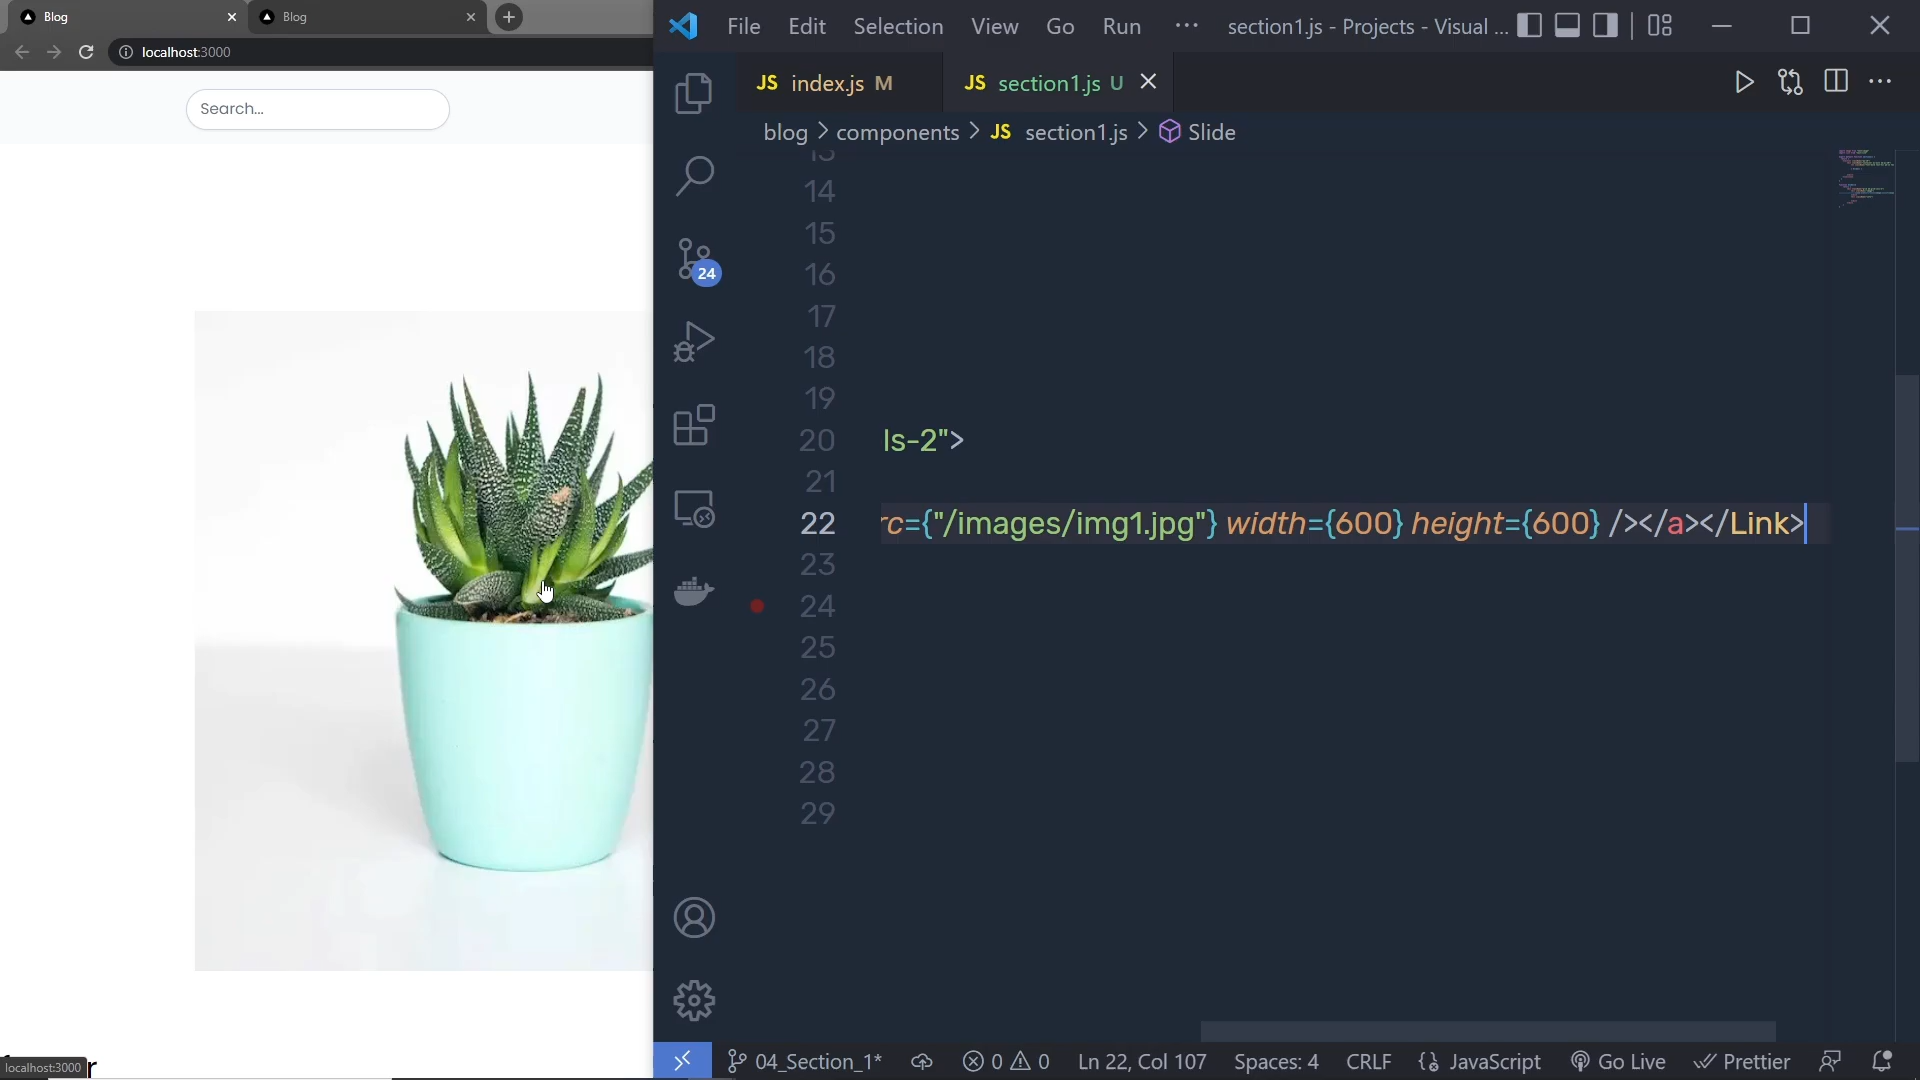 Blog
Blog
localhost:3000
Search...
localhost:3000
File Edit Selection View Go Run ··· section1.js - Projects - Visual ...
JS index.js M
JS section1.js U
blog > components > JS section1.js > Slide
24
13
14
15
16
17
18
19
20 ls-2">
21
22 rc={"/images/img1.jpg"} width={600} height={600} /></a></Link>
23
24
25
26
27
28
29
04_Section_1* 0 0 Ln 22, Col 107 Spaces: 4 CRLF {} JavaScript Go Live Prettier